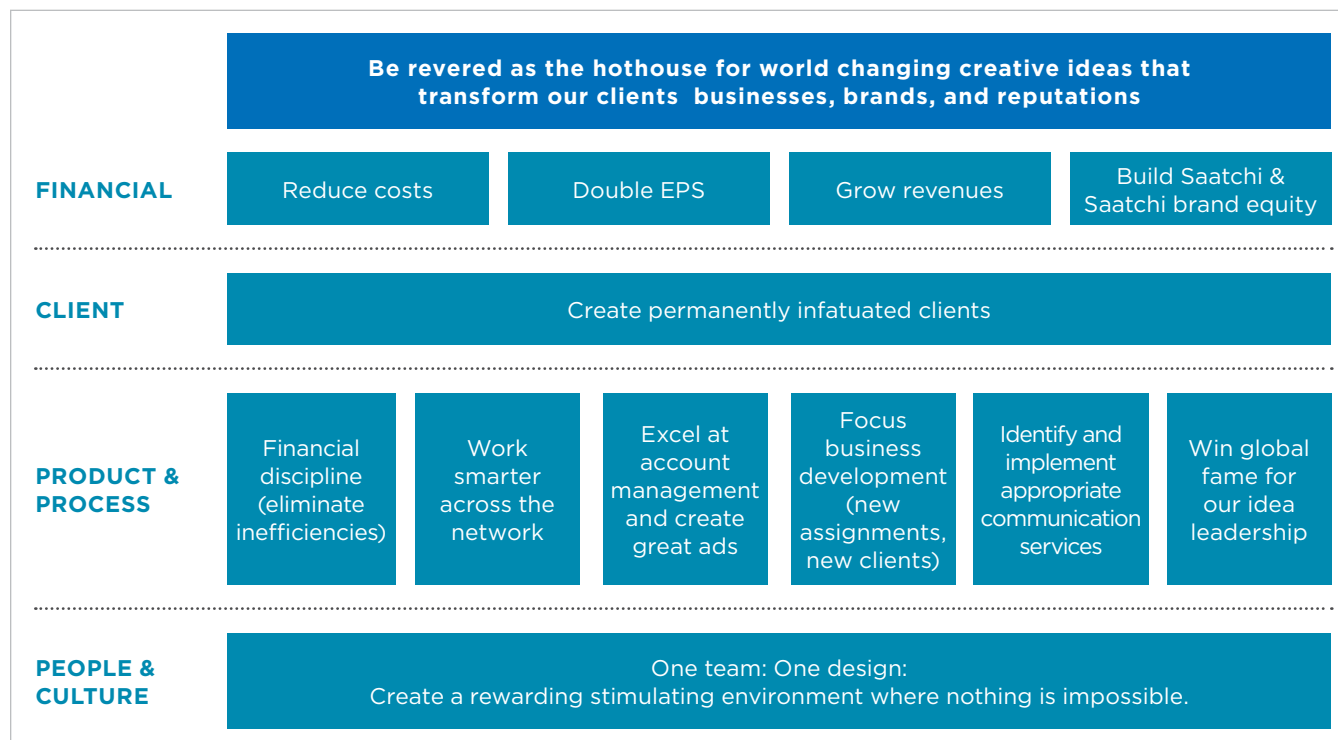 Be revered as the hothouse for world changing creative ideas that
transform our clients businesses, brands, and reputations
FINANCIAL
Reduce costs
Double EPS
Grow revenues
Build Saatchi &
Saatchi brand equity
CLIENT
Create permanently infatuated clients
PRODUCT &
PROCESS
Financial
discipline
(eliminate
inefficiencies)
Work
smarter
across the
network
Excel at
account
management
and create
great ads
Focus
business
development
(new
assignments,
new clients)
Identify and
implement
appropriate
communication
services
Win global
fame for
our idea
leadership
PEOPLE &
CULTURE
One team: One design:
Create a rewarding stimulating environment where nothing is impossible.